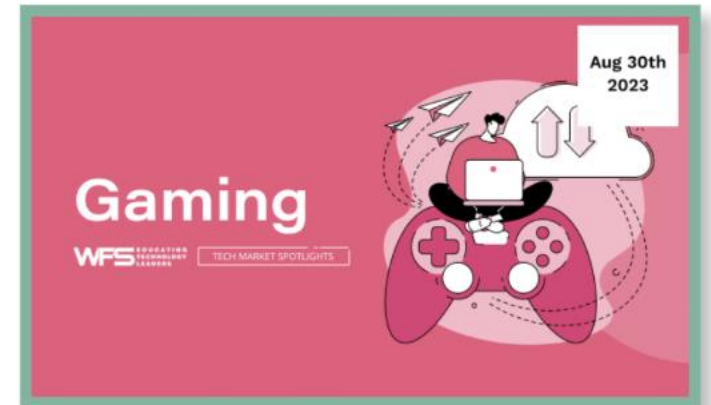 Aug 30th
2023
Gaming
WFS EDUCATING
TECHNOLOGY
LEADERS
TECH MARKET SPOTLIGHTS